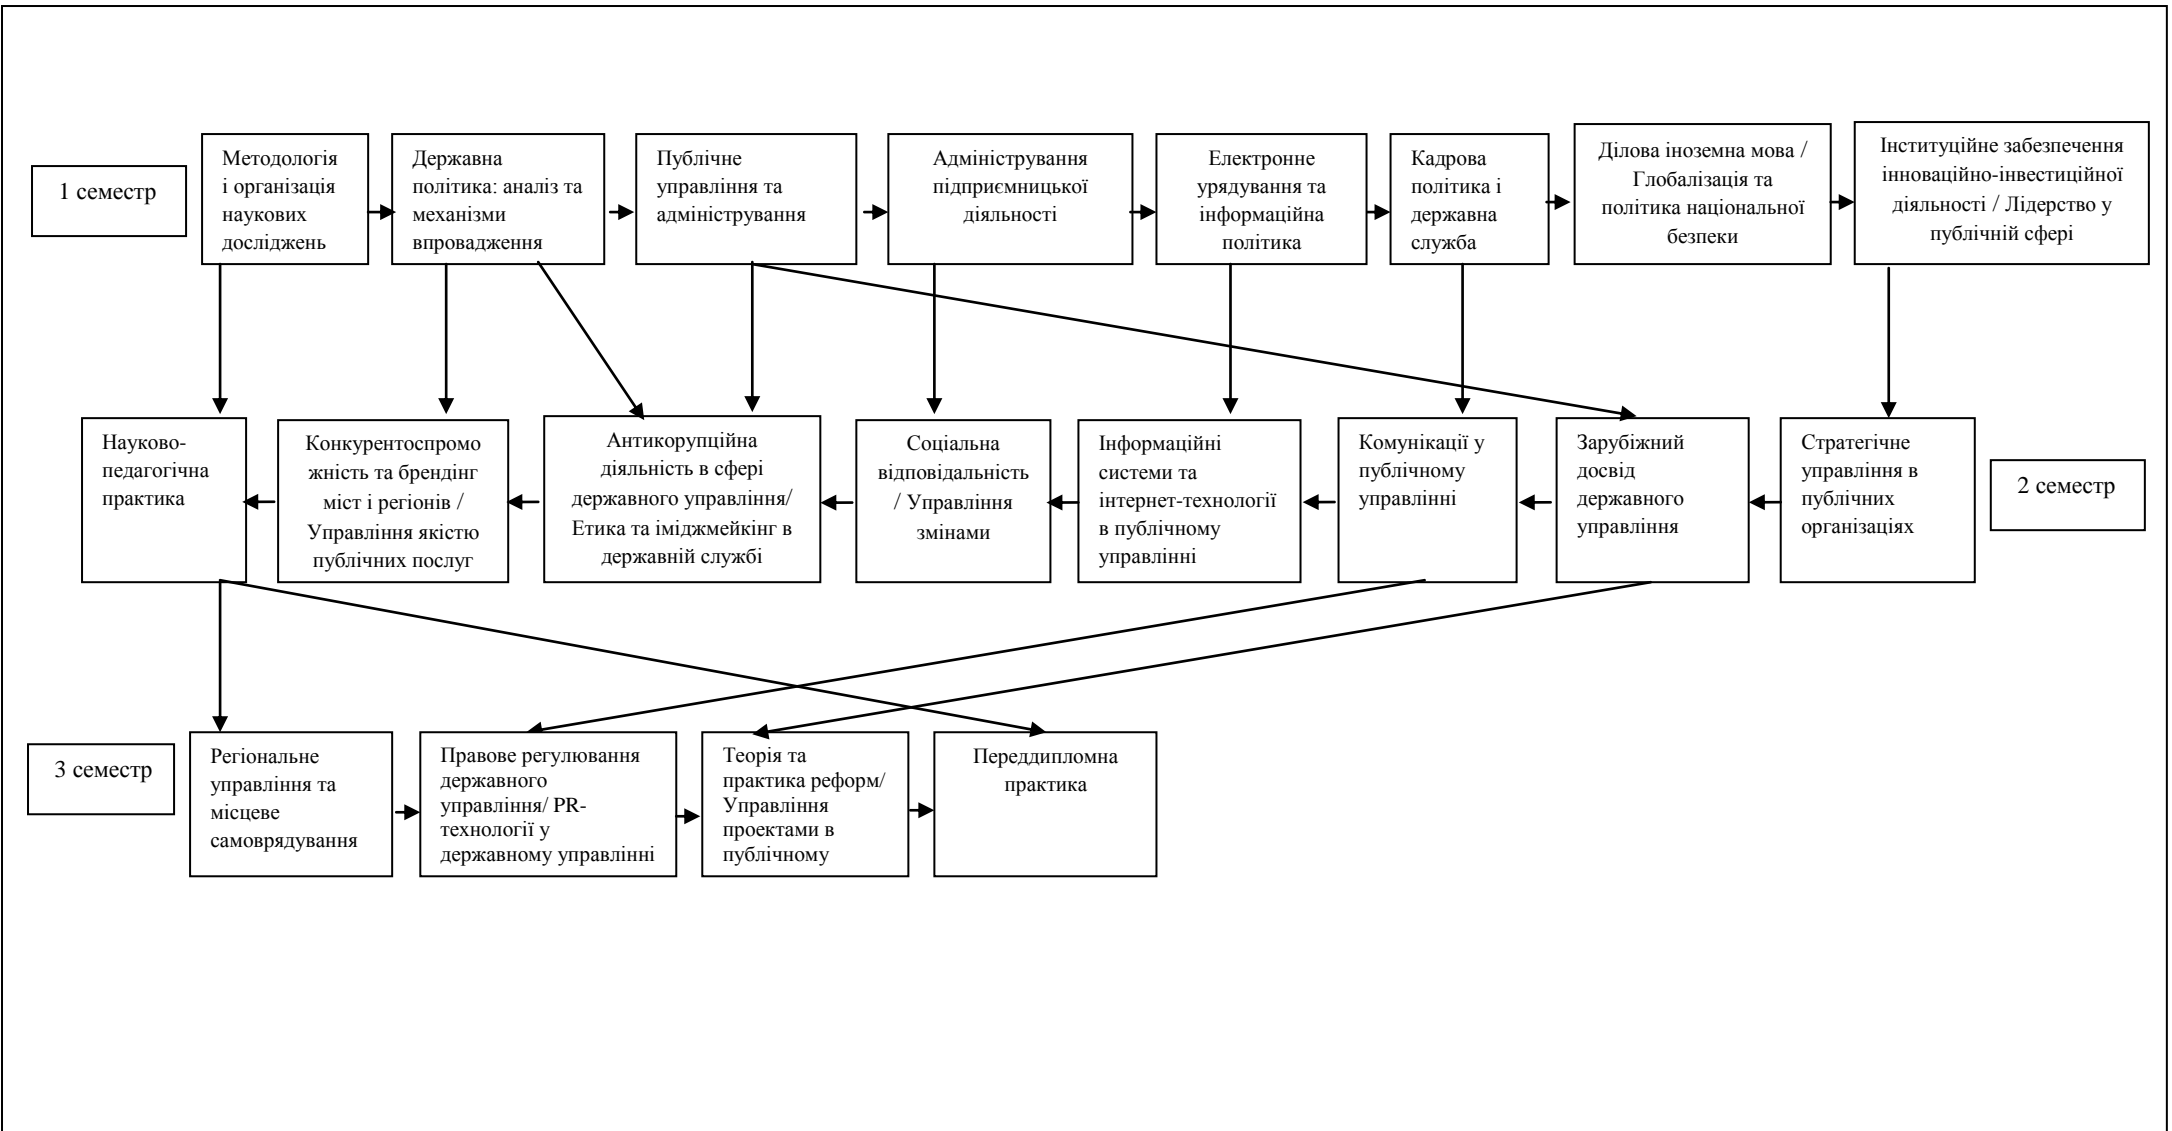 1 семестр
Методологія
і організація
наукових
досліджень
Державна
політика: аналіз та
механізми
впровадження
Публічне
управління та
адміністрування
Адміністрування
підприємницької
діяльності
Електронне
урядування та
інформаційна
політика
Кадрова
політика і
державна
служба
Ділова іноземна мова /
Глобалізація та
політика національної
безпеки
Інституційне забезпечення
інноваційно-інвестиційної
діяльності / Лідерство у
публічній сфері
Науково-
педагогічна
практика
Конкурентоспромо
жність та брендінг
міст і регіонів /
Управління якістю
публічних послуг
Антикорупційна
діяльність в сфері
державного управління/
Етика та іміджмейкінг в
державній службі
Соціальна
відповідальність
/ Управління
змінами
Інформаційні
системи та
інтернет-технології
в публічному
управлінні
Комунікації у
публічному
управлінні
Зарубіжний
досвід
державного
управління
Стратегічне
управління в
публічних
організаціях
2 семестр
3 семестр
Регіональне
управління та
місцеве
самоврядування
Правове регулювання
державного
управління/ PR-
технології у
державному управлінні
Теорія та
практика реформ/
Управління
проектами в
публічному
Переддипломна
практика